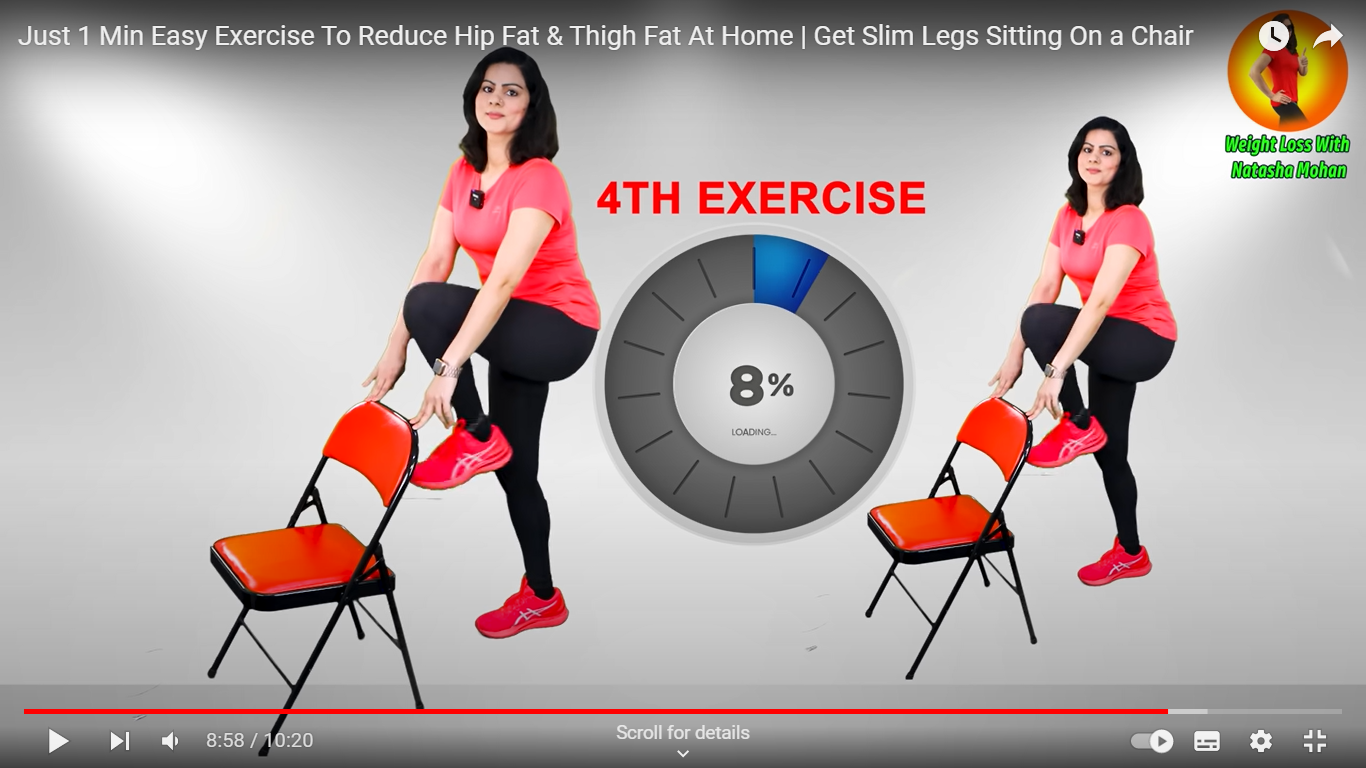 Just 1 Min Easy Exercise To Reduce Hip Fat & Thigh Fat At Home | Get Slim Legs Sitting On a Chair
Weight Loss With
Natasha Mohan
4TH EXERCISE
8%
LOADING...
8:58 / 10:20
Scroll for details